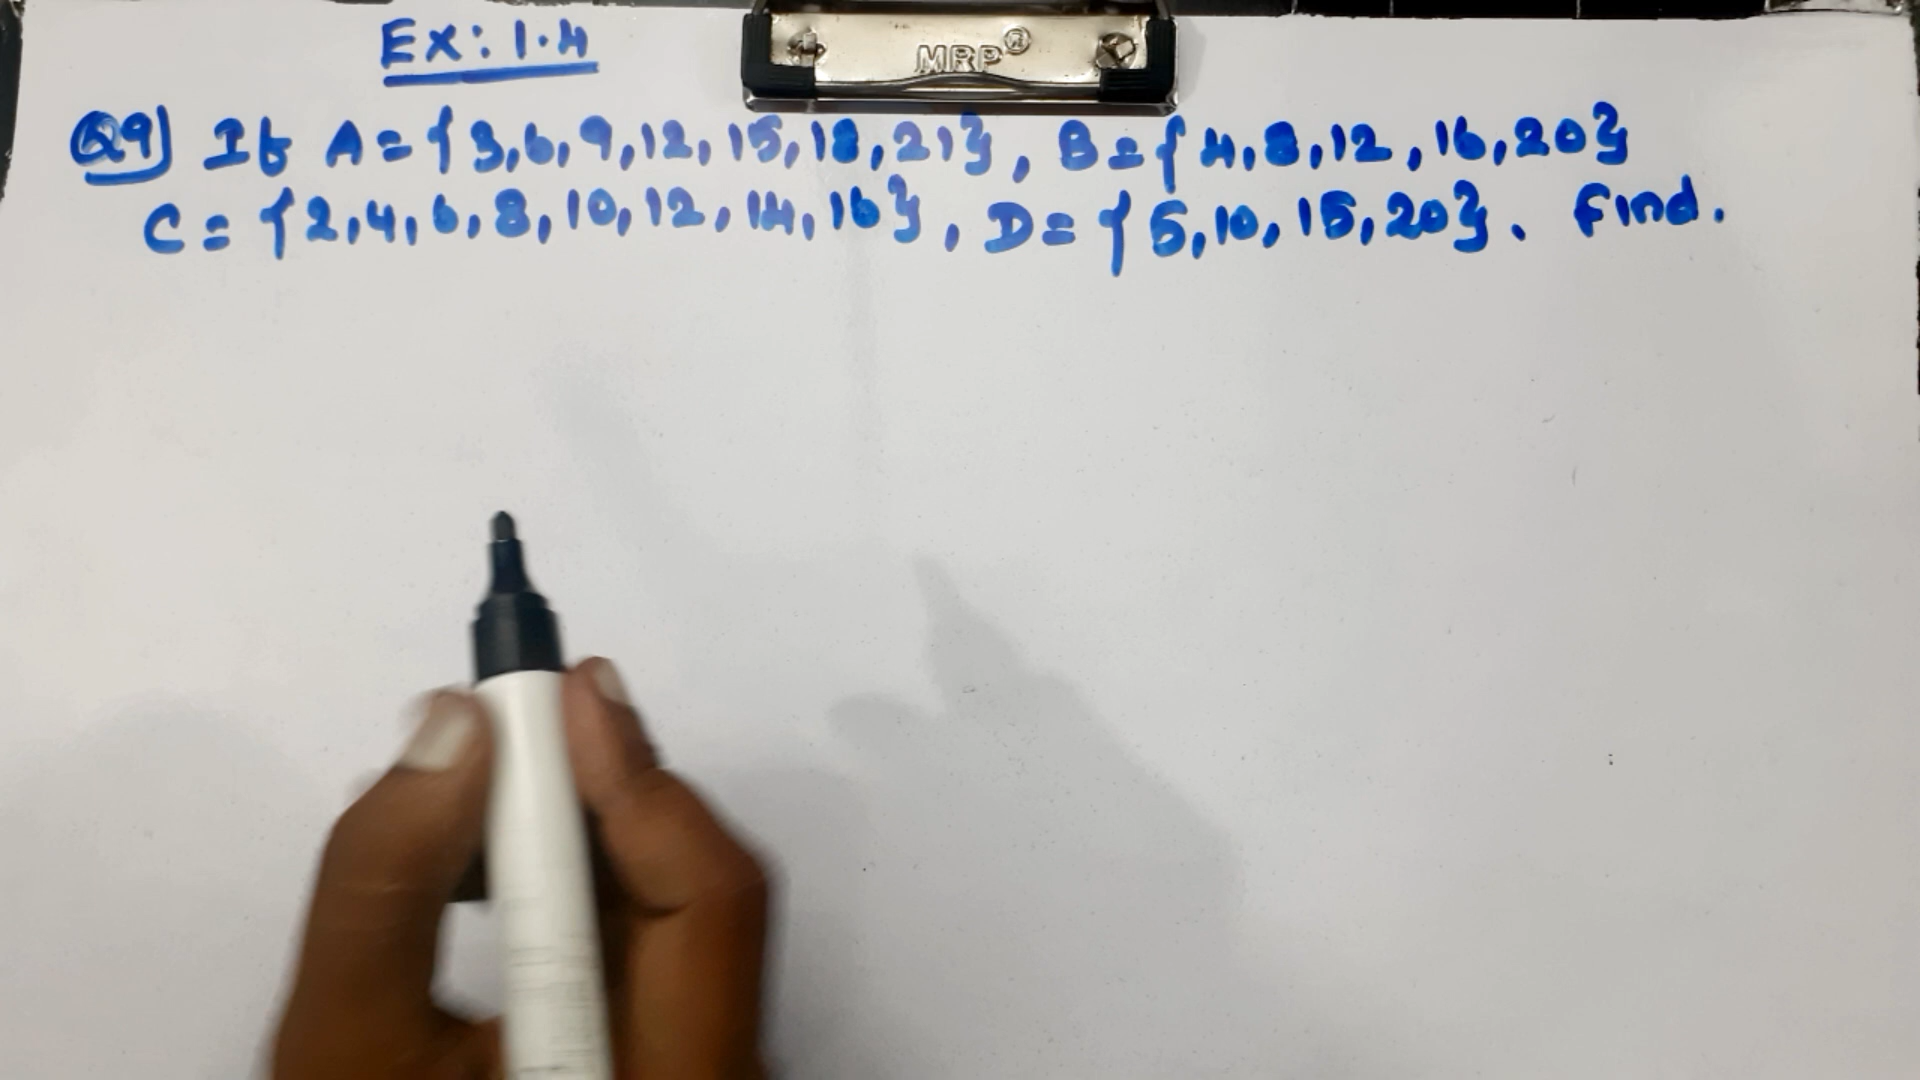 Ex: 1.4
MRP®
Q9) If A = {3,6,9,12,15,18,21}, B = {4,8,12,16,20}
C = {2,4,6,8,10,12,14,16}, D = {5,10,15,20}. Find.